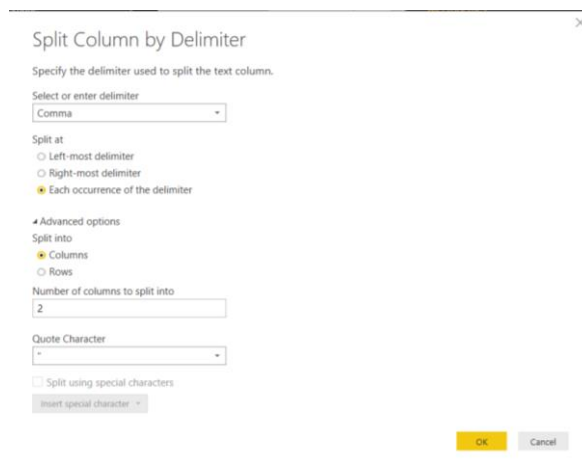 Split Column by Delimiter
Specify the delimiter used to split the text column.
Select or enter delimiter
Comma
Split at
Left-most delimiter
Right-most delimiter
Each occurrence of the delimiter
Advanced options
Split into
Columns
Rows
Number of columns to split into
2
Quote Character
"
Split using special characters
Insert special character
OK Cancel